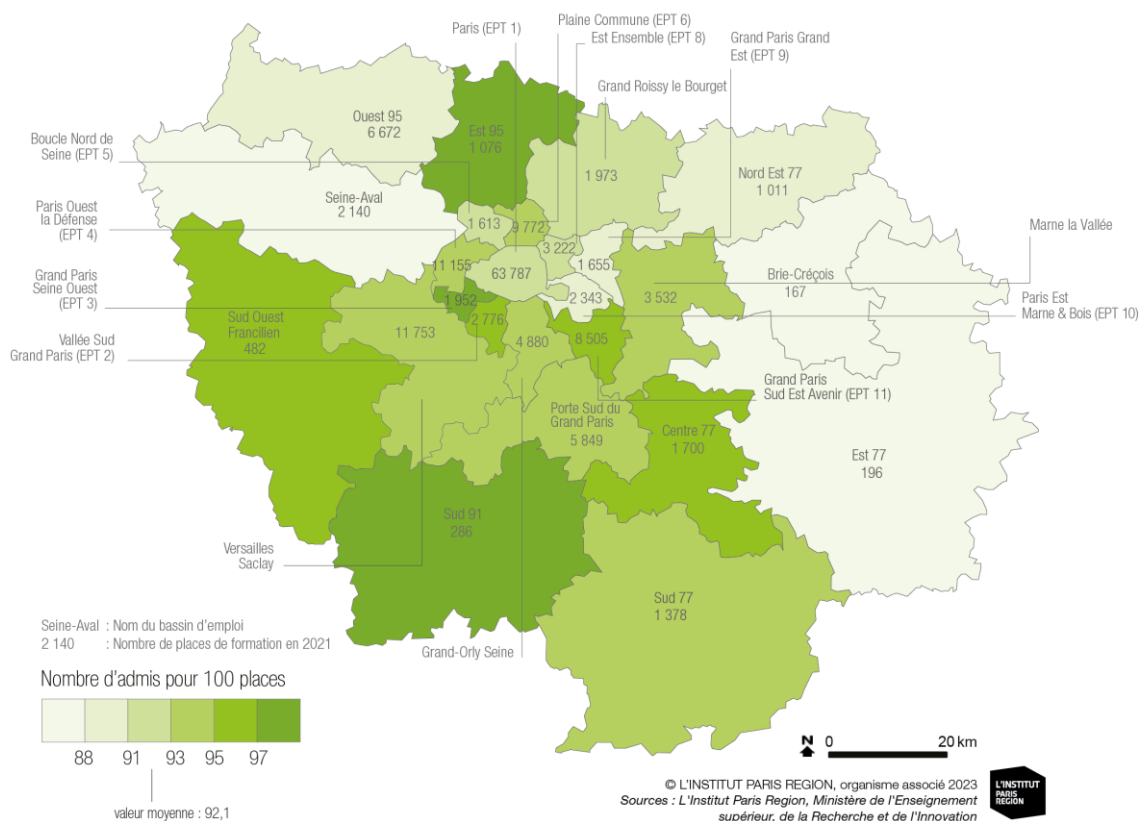 Plaine Commune (EPT 6)
Paris (EPT 1)
Est Ensemble (EPT 8)
Grand Paris Grand
Est (EPT 9)
Grand Roissy le Bourget
Ouest 95
6 672
Est 95
1 076
Boucle Nord de
Seine (EPT 5)
1 973
Nord Est 77
1 011
Seine-Aval
2 140
Paris Ouest
la Défense
(EPT 4)
1 613
9 772
3 222
Marne la Vallée
11 155
63 787
1 655
Brie-Créçois
167
Grand Paris
Seine Ouest
(EPT 3)
1 952
2 343
3 532
Paris Est
Marne & Bois (EPT 10)
Sud Ouest
Francilien
482
11 753
2 776
4 880
8 505
Vallée Sud
Grand Paris (EPT 2)
Grand Paris
Sud Est Avenir (EPT 11)
Porte Sud du
Grand Paris
5 849
Centre 77
1 700
Est 77
196
Sud 91
286
Versailles
Saclay
Sud 77
1 378
Seine-Aval : Nom du bassin d'emploi
2 140 : Nombre de places de formation en 2021
Grand-Orly Seine
Nombre d'admis pour 100 places
88 91 93 95 97
valeur moyenne : 92,1
N 0 20 km
© L'INSTITUT PARIS REGION, organisme associé 2023
Sources : L'Institut Paris Region, Ministère de l'Enseignement
supérieur, de la Recherche et de l'Innovation
L'INSTITUT
PARIS
REGION